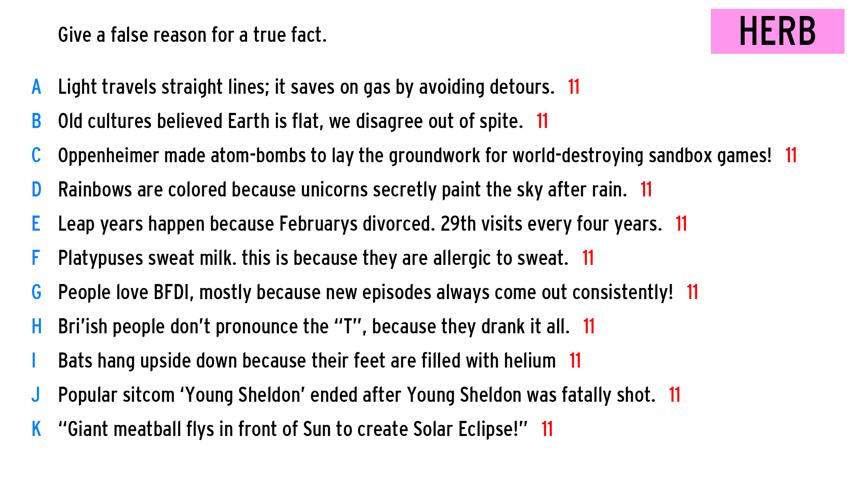 Give a false reason for a true fact.
HERB
A Light travels straight lines; it saves on gas by avoiding detours. 11
B Old cultures believed Earth is flat, we disagree out of spite. 11
C Oppenheimer made atom-bombs to lay the groundwork for world-destroying sandbox games! 11
D Rainbows are colored because unicorns secretly paint the sky after rain. 11
E Leap years happen because Februarys divorced. 29th visits every four years. 11
F Platypuses sweat milk. this is because they are allergic to sweat. 11
G People love BFDI, mostly because new episodes always come out consistently! 11
H Bri'ish people don't pronounce the "T", because they drank it all. 11
I Bats hang upside down because their feet are filled with helium 11
J Popular sitcom 'Young Sheldon' ended after Young Sheldon was fatally shot. 11
K "Giant meatball flys in front of Sun to create Solar Eclipse!" 11